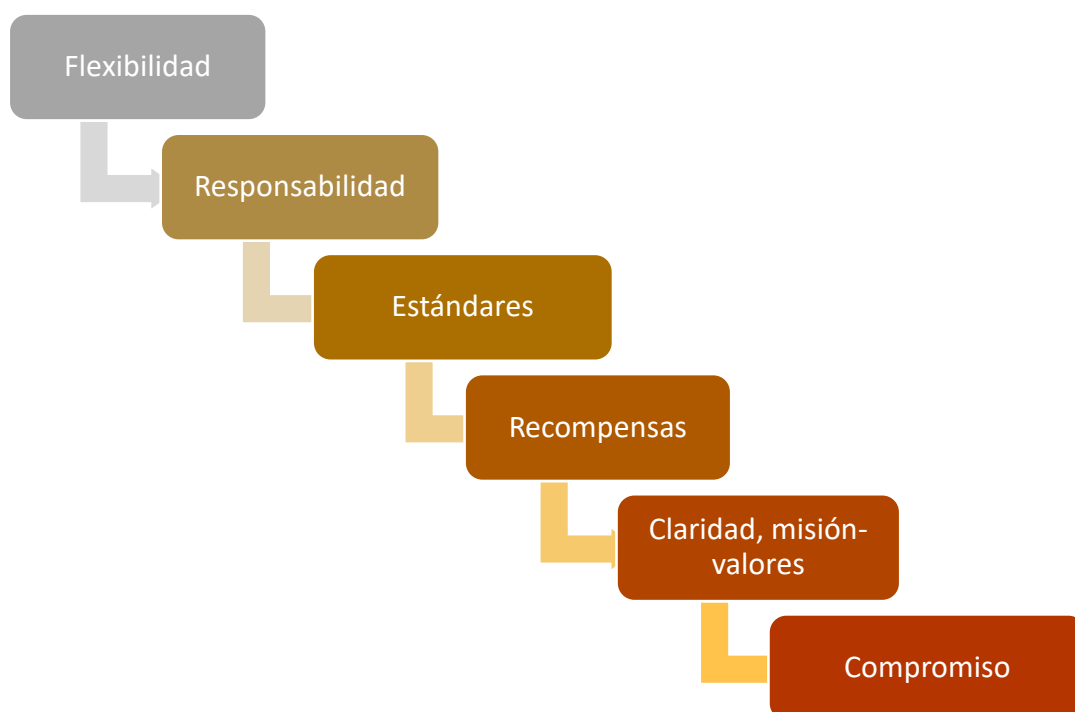 Flexibilidad
Responsabilidad
Estándares
Recompensas
Claridad, misión-
valores
Compromiso